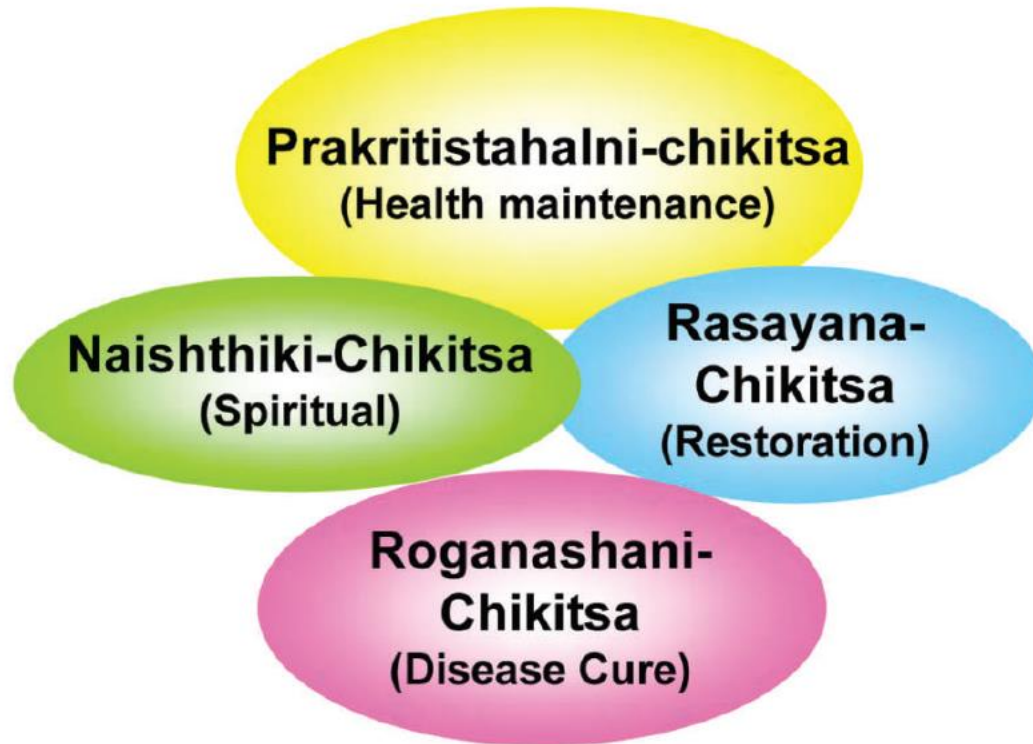 Prakritistahalni-chikitsa
(Health maintenance)
Naishthiki-Chikitsa
(Spiritual)
Rasayana-
Chikitsa
(Restoration)
Roganashani-
Chikitsa
(Disease Cure)